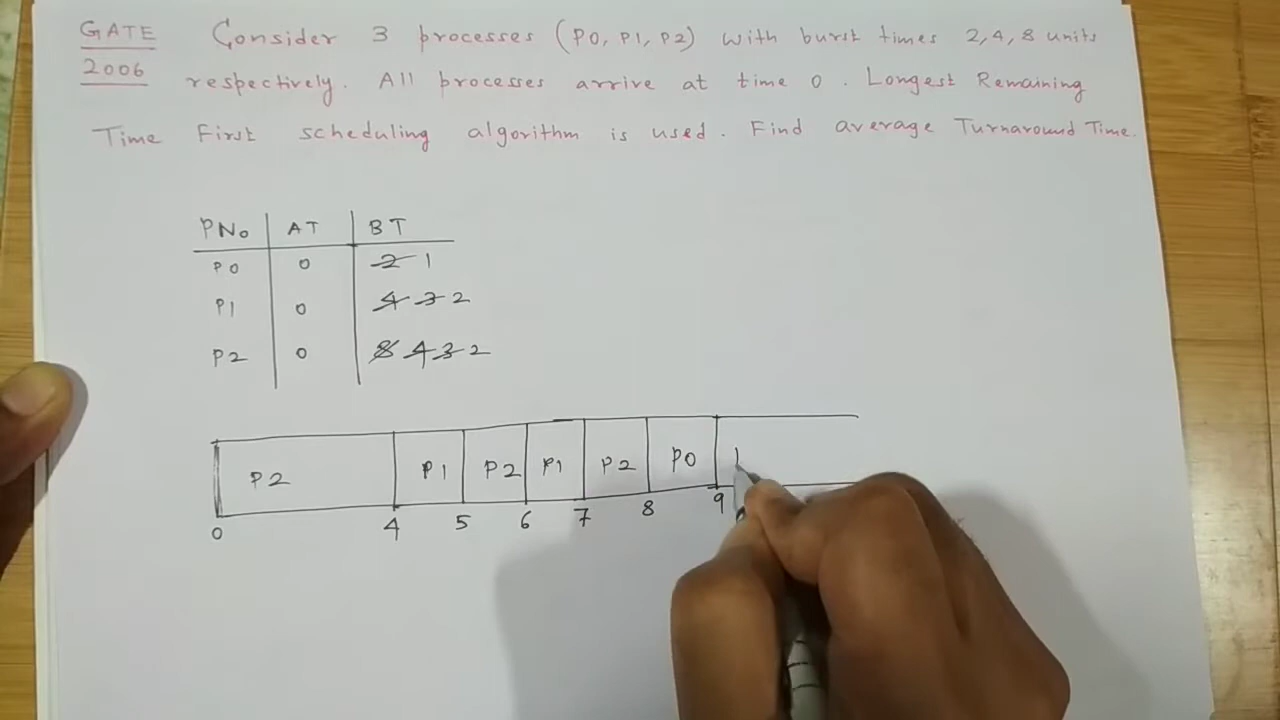 GATE Consider 3 processes (P0, P1, P2) with burst times 2, 4, 8 units
2006 respectively. All processes arrive at time 0. Longest Remaining
Time First scheduling algorithm is used. Find average Turnaround Time.
PNo AT BT
P0 0 2 1
P1 0 4 3 2
P2 0 8 4 3 2
P2 P1 P2 P1 P2 P0
0 4 5 6 7 8 9